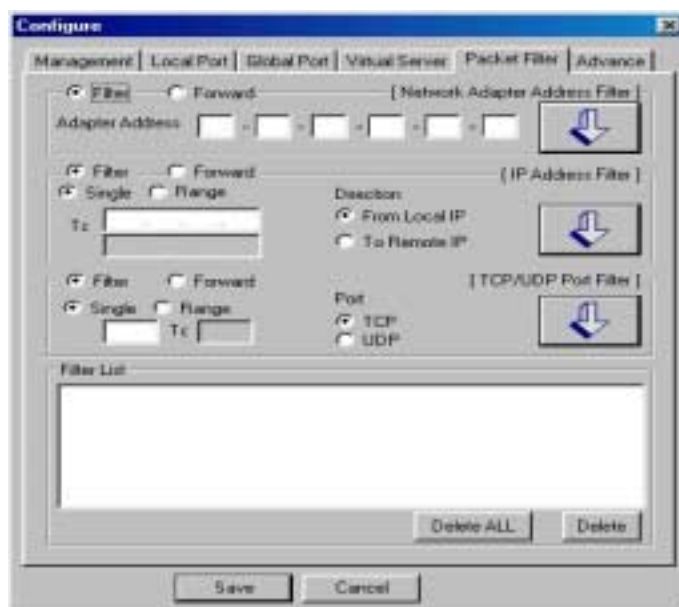 Configure
Management Local Port Global Port Virtual Server Packet Filter Advance
Filter Forward [ Network Adapter Address Filter ]
Adapter Address - - - - -
Filter Forward [ IP Address Filter ]
Single Range Direction
To From Local IP
To Remote IP
Filter Forward [ TCP/UDP Port Filter ]
Single Range Port
To TCP
UDP
Filter List
Delete ALL Delete
Save Cancel